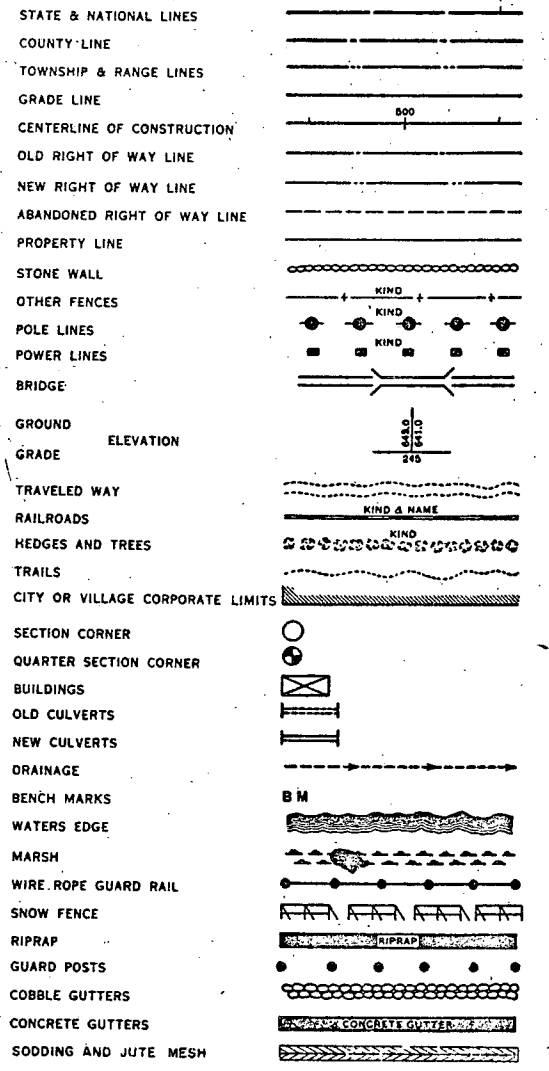 STATE & NATIONAL LINES
COUNTY LINE
TOWNSHIP & RANGE LINES
GRADE LINE
500
CENTERLINE OF CONSTRUCTION
OLD RIGHT OF WAY LINE
NEW RIGHT OF WAY LINE
ABANDONED RIGHT OF WAY LINE
PROPERTY LINE
STONE WALL
KIND
OTHER FENCES
KIND
POLE LINES
KIND
POWER LINES
BRIDGE
GROUND
ELEVATION
643.0
641.0
GRADE
245
TRAVELED WAY
KIND & NAME
RAILROADS
KIND
HEDGES AND TREES
TRAILS
CITY OR VILLAGE CORPORATE LIMITS
SECTION CORNER
QUARTER SECTION CORNER
BUILDINGS
OLD CULVERTS
NEW CULVERTS
DRAINAGE
BENCH MARKS BM
WATERS EDGE
MARSH
WIRE ROPE GUARD RAIL
SNOW FENCE
RIPRAP RIPRAP
GUARD POSTS
COBBLE GUTTERS
CONCRETE GUTTERS CONCRETE GUTTER
SODDING AND JUTE MESH